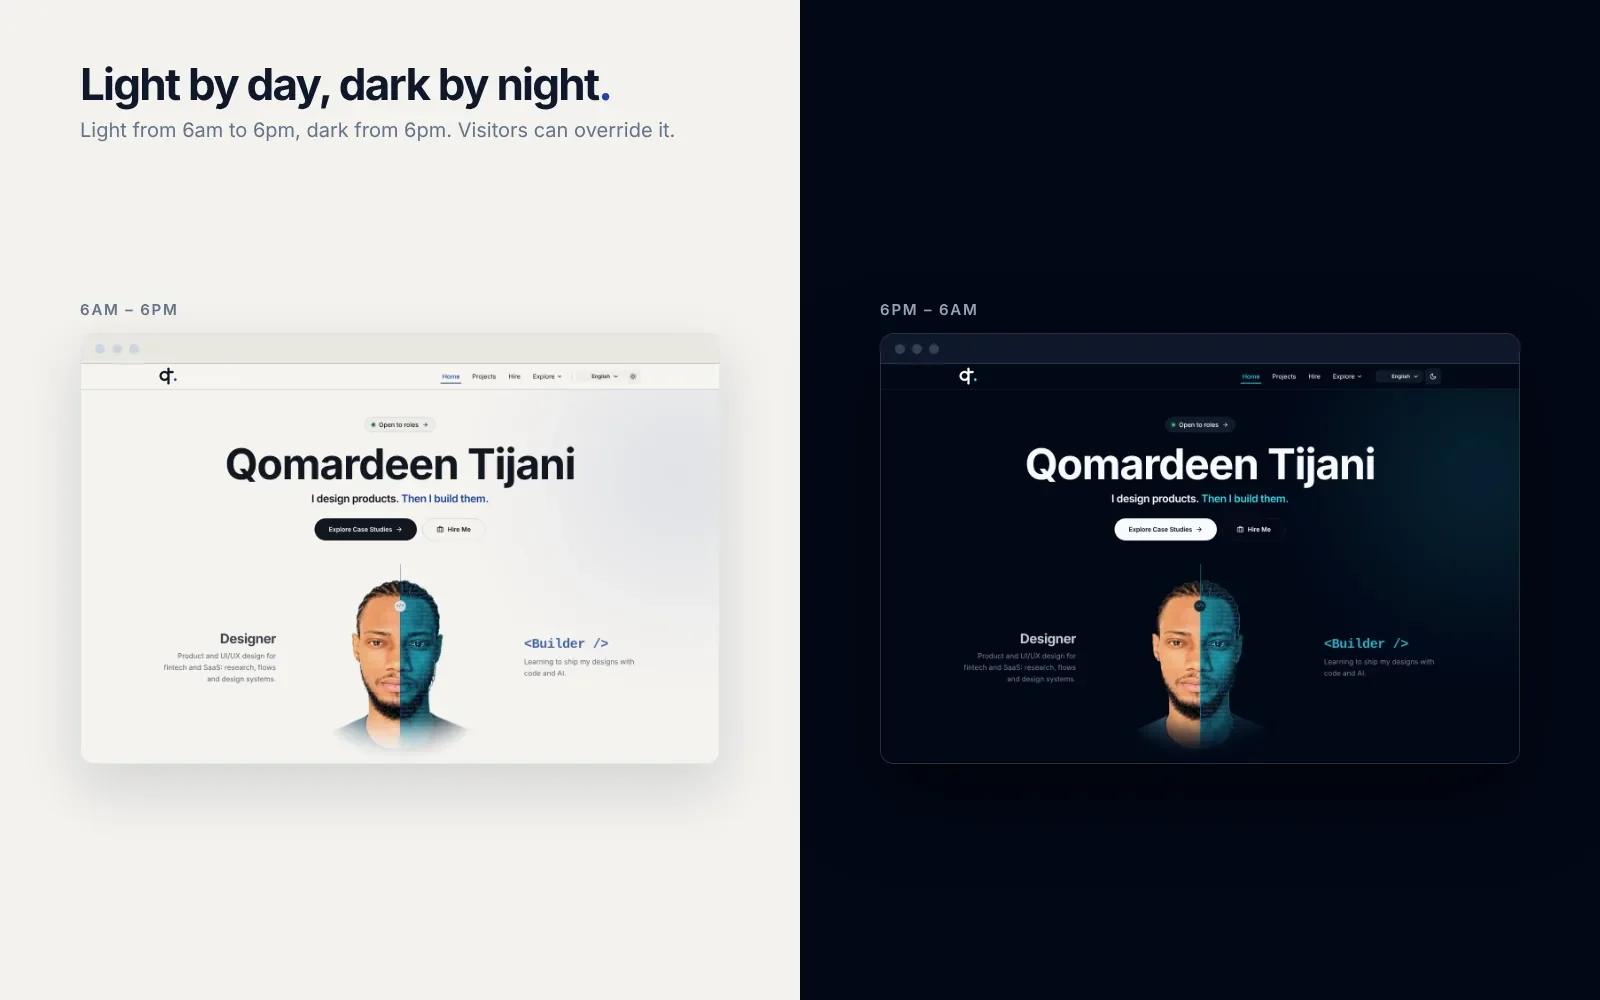 Light by day, dark by night.
Light from 6am to 6pm, dark from 6pm. Visitors can override it.
6AM – 6PM
qt.
Home Projects Hire Explore English
Open to roles →
Qomardeen Tijani
I design products. Then I build them.
Explore Case Studies → Hire Me
Designer
Product and UI/UX design for
fintech and SaaS: research, flows
and design systems.
<Builder />
Learning to ship my designs with
code and AI.
6PM – 6AM
qt.
Home Projects Hire Explore English
Open to roles →
Qomardeen Tijani
I design products. Then I build them.
Explore Case Studies → Hire Me
Designer
Product and UI/UX design for
fintech and SaaS: research, flows
and design systems.
<Builder />
Learning to ship my designs with
code and AI.